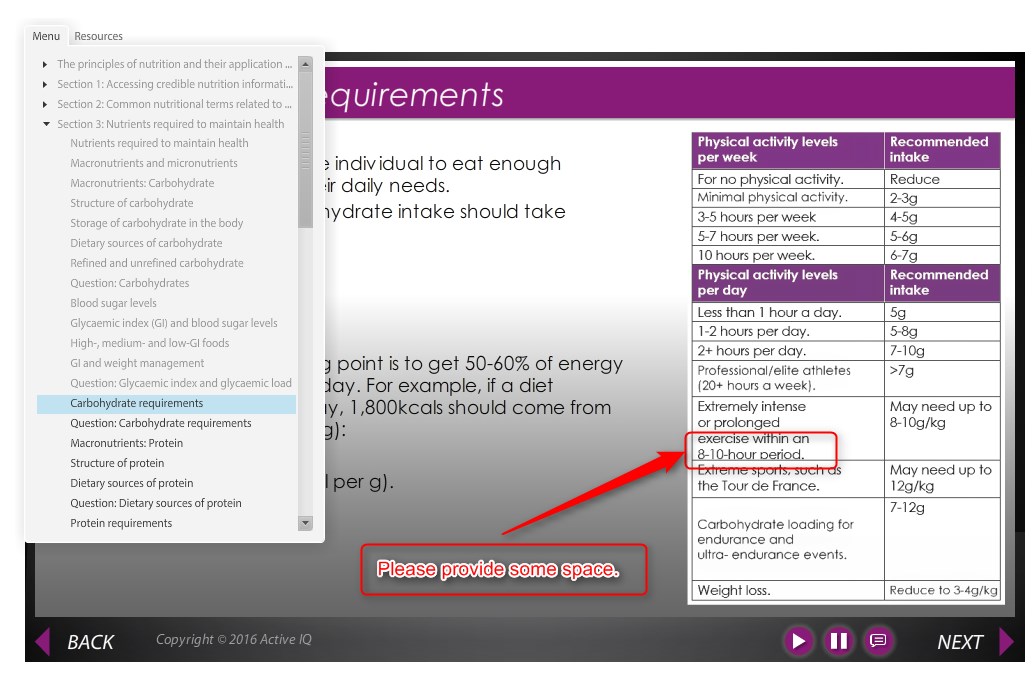 Menu Resources
The principles of nutrition and their application ...
Section 1: Accessing credible nutrition informati...
Section 2: Common nutritional terms related to ...
Section 3: Nutrients required to maintain health
Nutrients required to maintain health
Macronutrients and micronutrients
Macronutrients: Carbohydrate
Structure of carbohydrate
Storage of carbohydrate in the body
Dietary sources of carbohydrate
Refined and unrefined carbohydrate
Question: Carbohydrates
Blood sugar levels
Glycaemic index (GI) and blood sugar levels
High-, medium- and low-GI foods
GI and weight management
Question: Glycaemic index and glycaemic load
Carbohydrate requirements
Question: Carbohydrate requirements
Macronutrients: Protein
Structure of protein
Dietary sources of protein
Question: Dietary sources of protein
Protein requirements
equirements
e individual to eat enough
eir daily needs.
hydrate intake should take
g point is to get 50-60% of energy
day. For example, if a diet
ay, 1,800kcals should come from
g):
l per g).
Physical activity levels
per week
Recommended
intake
For no physical activity. Reduce
Minimal physical activity. 2-3g
3-5 hours per week 4-5g
5-7 hours per week. 5-6g
10 hours per week. 6-7g
Physical activity levels
per day
Recommended
intake
Less than 1 hour a day. 5g
1-2 hours per day. 5-8g
2+ hours per day. 7-10g
Professional/elite athletes
(20+ hours a week).
>7g
Extremely intense
or prolonged
exercise within an
8-10-hour period.
May need up to
8-10g/kg
Extreme sports, such as
the Tour de France.
May need up to
12g/kg
Carbohydrate loading for
endurance and
ultra- endurance events.
7-12g
Weight loss. Reduce to 3-4g/kg
Please provide some space.
BACK Copyright © 2016 Active IQ NEXT